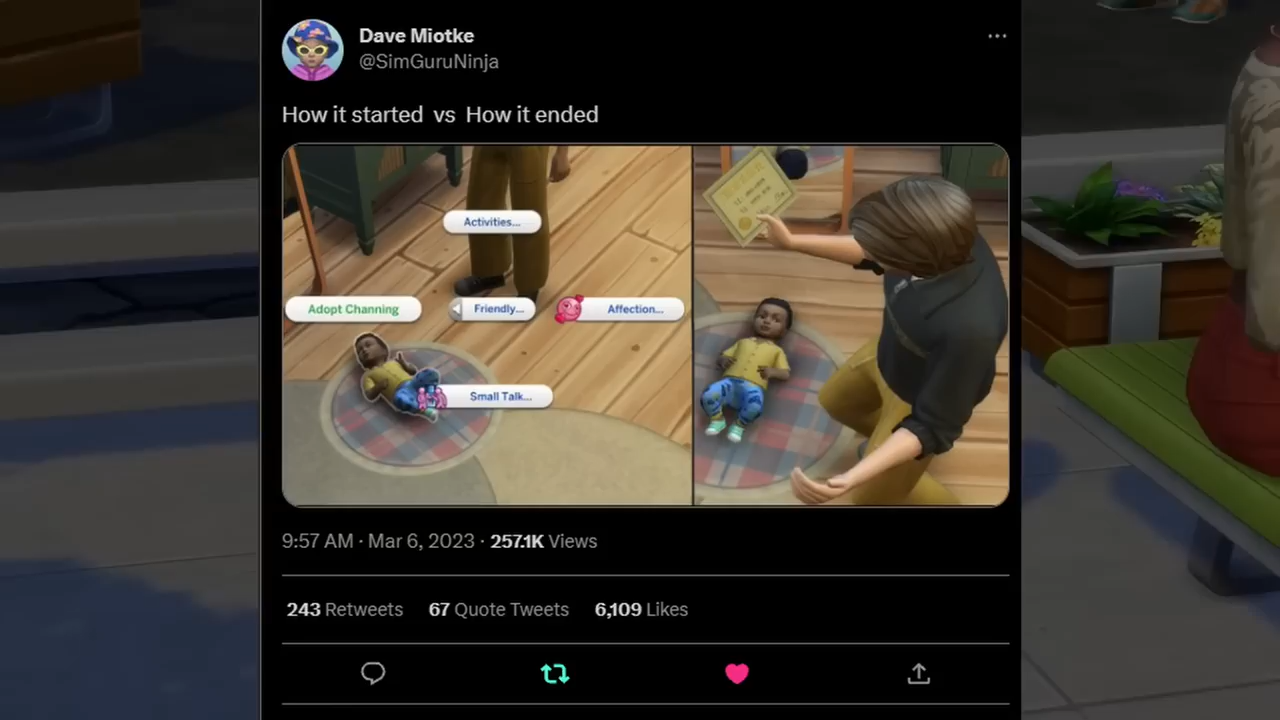 Dave Miotke
@SimGuruNinja
How it started vs How it ended
Activities...
Adopt Channing
Friendly...
Affection...
Small Talk...
9:57 AM · Mar 6, 2023 · 257.1K Views
243 Retweets 67 Quote Tweets 6,109 Likes